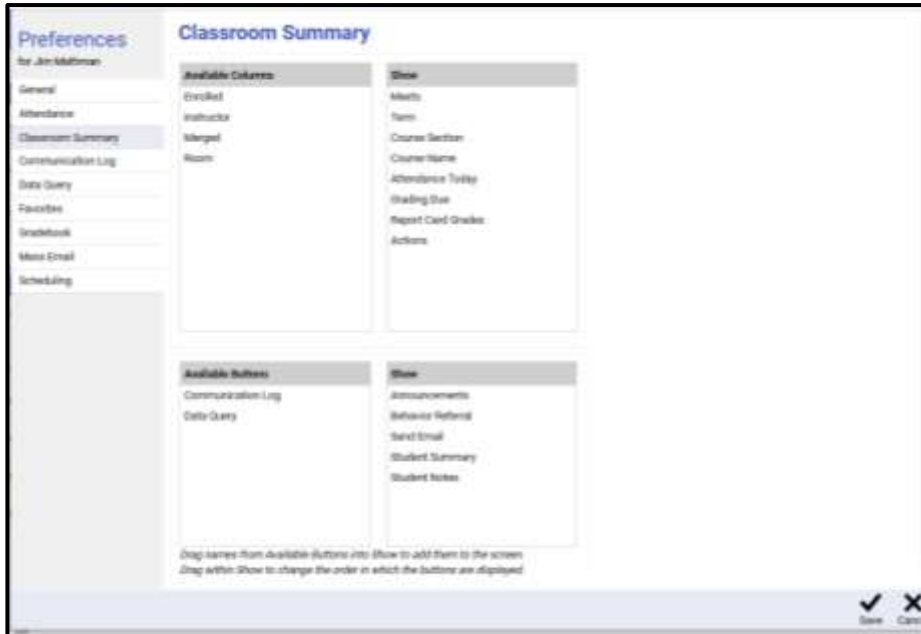 Preferences
for Jim Mathman
General
Attendance
Classroom Summary
Communication Log
Data Query
Favorites
Gradebook
Mass Email
Scheduling
Classroom Summary
Available Columns
Enrolled
Instructor
Merged
Room
Show
Meets
Term
Course Section
Course Name
Attendance Today
Grading Due
Report Card Grades
Actions
Available Buttons
Communication Log
Data Query
Show
Announcements
Behavior Referral
Send Email
Student Summary
Student Notes
Drag names from Available Buttons into Show to add them to the screen
Drag within Show to change the order in which the buttons are displayed
Save